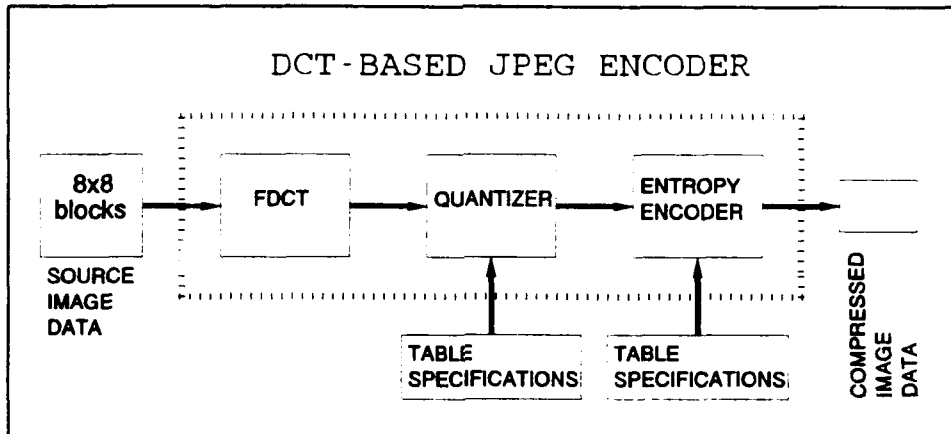 DCT-BASED JPEG ENCODER
8x8
blocks
FDCT
QUANTIZER
ENTROPY
ENCODER
SOURCE
IMAGE
DATA
TABLE
SPECIFICATIONS
TABLE
SPECIFICATIONS
COMPRESSED
IMAGE
DATA